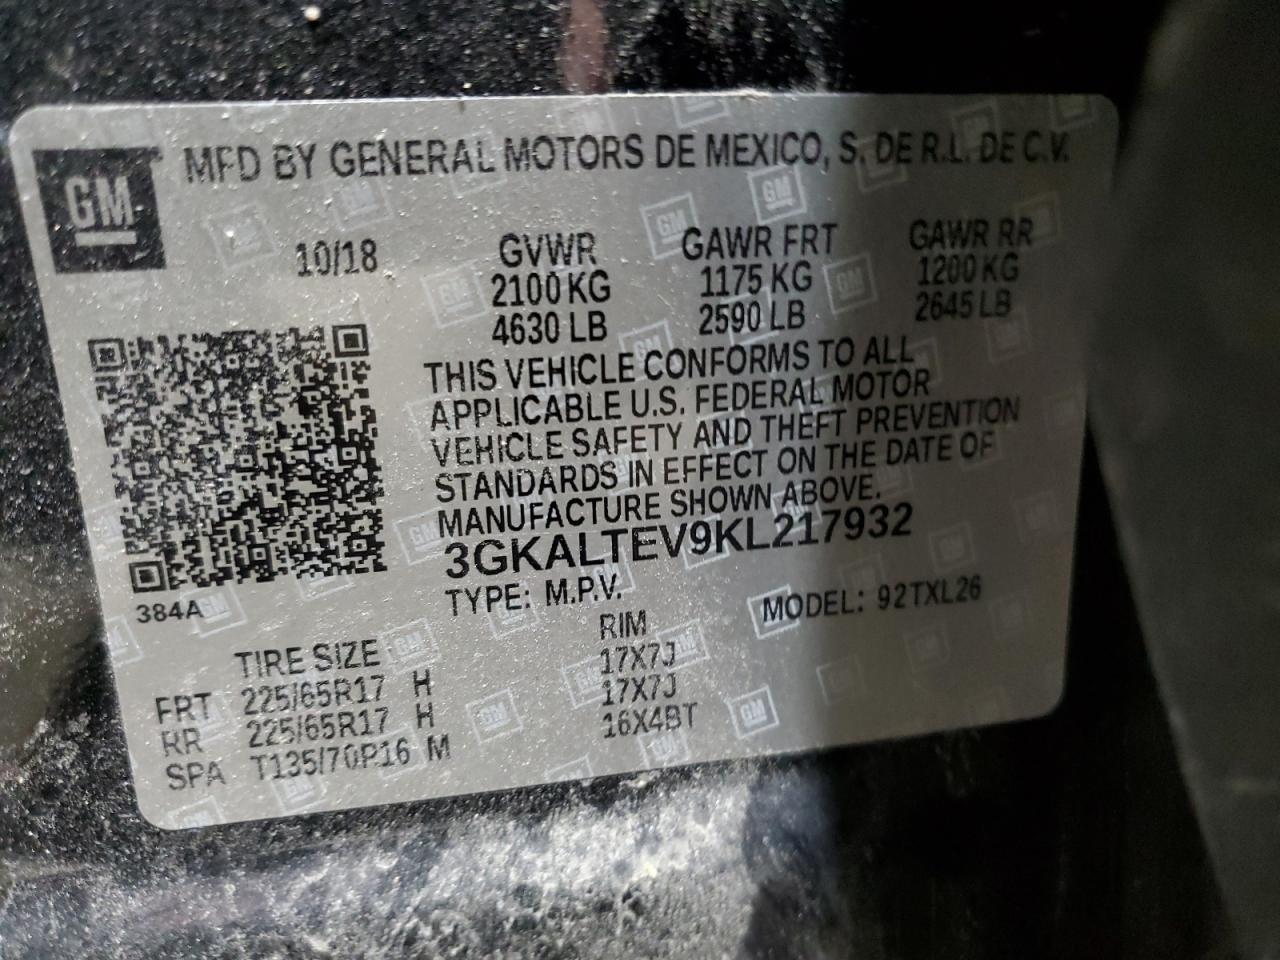 GM
MFD BY GENERAL MOTORS DE MEXICO, S. DE R.L. DE C.V.
10/18
GVWR GAWR FRT GAWR RR
2100 KG 1175 KG 1200 KG
4630 LB 2590 LB 2645 LB
THIS VEHICLE CONFORMS TO ALL
APPLICABLE U.S. FEDERAL MOTOR
VEHICLE SAFETY AND THEFT PREVENTION
STANDARDS IN EFFECT ON THE DATE OF
MANUFACTURE SHOWN ABOVE.
3GKALTEV9KL217932
384A
TYPE: M.P.V. MODEL: 92TXL26
TIRE SIZE RIM
FRT 225/65R17 H 17X7J
RR 225/65R17 H 17X7J
SPA T135/70R16 M 16X4BT